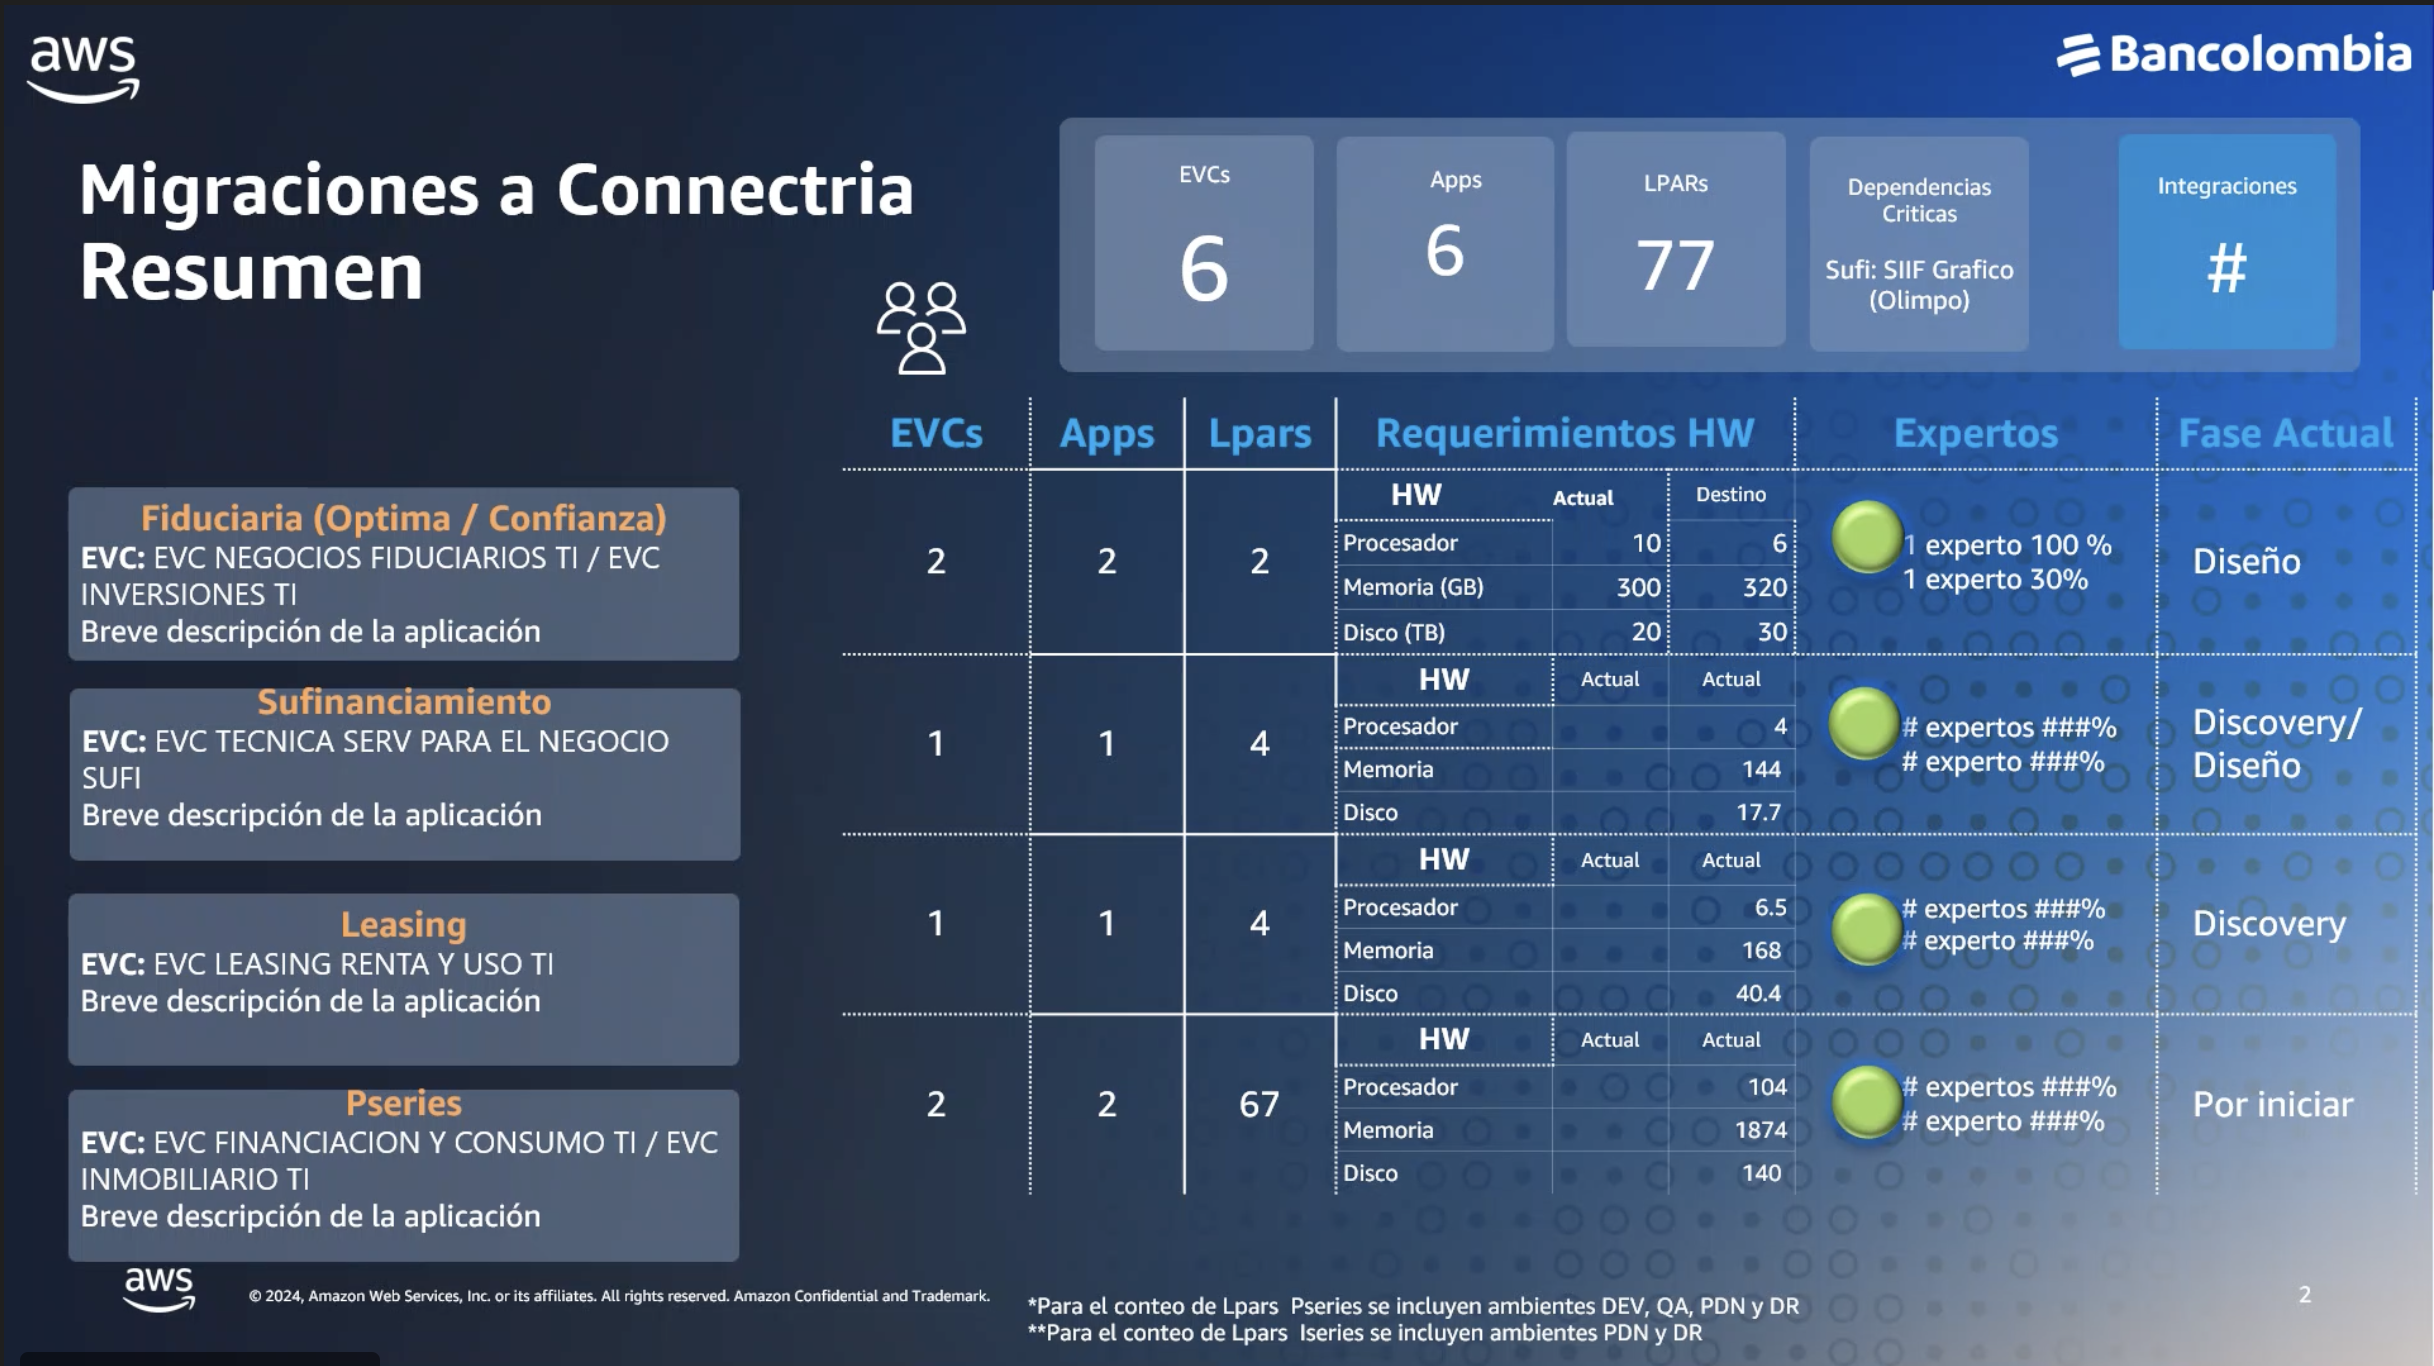 aws
Bancolombia
Migraciones a Connectria
Resumen
EVCs
6
Apps
6
LPARs
77
Dependencias
Criticas
Sufi: SIIF Grafico
(Olimpo)
Integraciones
#
EVCs Apps Lpars Requerimientos HW Expertos Fase Actual
Fiduciaria (Optima / Confianza)
EVC: EVC NEGOCIOS FIDUCIARIOS TI / EVC
INVERSIONES TI
Breve descripción de la aplicación
2 2 2
HW Actual Destino
Procesador 10 6
Memoria (GB) 300 320
Disco (TB) 20 30
1 experto 100 %
1 experto 30%
Diseño
Sufinanciamiento
EVC: EVC TECNICA SERV PARA EL NEGOCIO
SUFI
Breve descripción de la aplicación
1 1 4
HW Actual Actual
Procesador 4
Memoria 144
Disco 17.7
# expertos ###%
# experto ###%
Discovery/
Diseño
Leasing
EVC: EVC LEASING RENTA Y USO TI
Breve descripción de la aplicación
1 1 4
HW Actual Actual
Procesador 6.5
Memoria 168
Disco 40.4
# expertos ###%
# experto ###%
Discovery
Pseries
EVC: EVC FINANCIACION Y CONSUMO TI / EVC
INMOBILIARIO TI
Breve descripción de la aplicación
2 2 67
HW Actual Actual
Procesador 104
Memoria 1874
Disco 140
# expertos ###%
# experto ###%
Por iniciar
aws
© 2024, Amazon Web Services, Inc. or its affiliates. All rights reserved. Amazon Confidential and Trademark.
*Para el conteo de Lpars Pseries se incluyen ambientes DEV, QA, PDN y DR
**Para el conteo de Lpars Iseries se incluyen ambientes PDN y DR
2